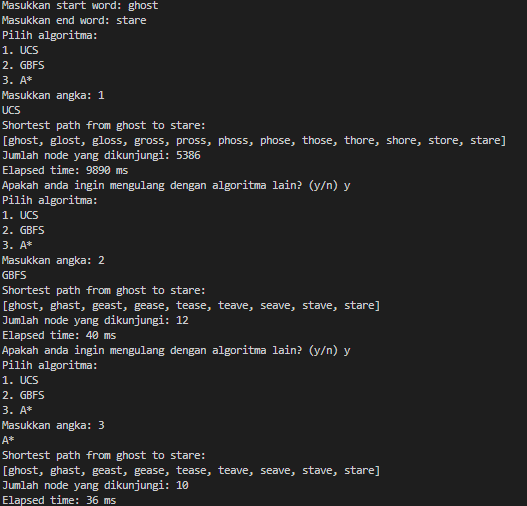 Masukkan start word: ghost
Masukkan end word: stare
Pilih algoritma:
1. UCS
2. GBFS
3. A*
Masukkan angka: 1
UCS
Shortest path from ghost to stare:
[ghost, glost, gloss, gross, pross, phoss, phose, those, thore, shore, store, stare]
Jumlah node yang dikunjungi: 5386
Elapsed time: 9890 ms
Apakah anda ingin mengulang dengan algoritma lain? (y/n) y
Pilih algoritma:
1. UCS
2. GBFS
3. A*
Masukkan angka: 2
GBFS
Shortest path from ghost to stare:
[ghost, ghast, geast, gease, tease, teave, seave, stave, stare]
Jumlah node yang dikunjungi: 12
Elapsed time: 40 ms
Apakah anda ingin mengulang dengan algoritma lain? (y/n) y
Pilih algoritma:
1. UCS
2. GBFS
3. A*
Masukkan angka: 3
A*
Shortest path from ghost to stare:
[ghost, ghast, geast, gease, tease, teave, seave, stave, stare]
Jumlah node yang dikunjungi: 10
Elapsed time: 36 ms